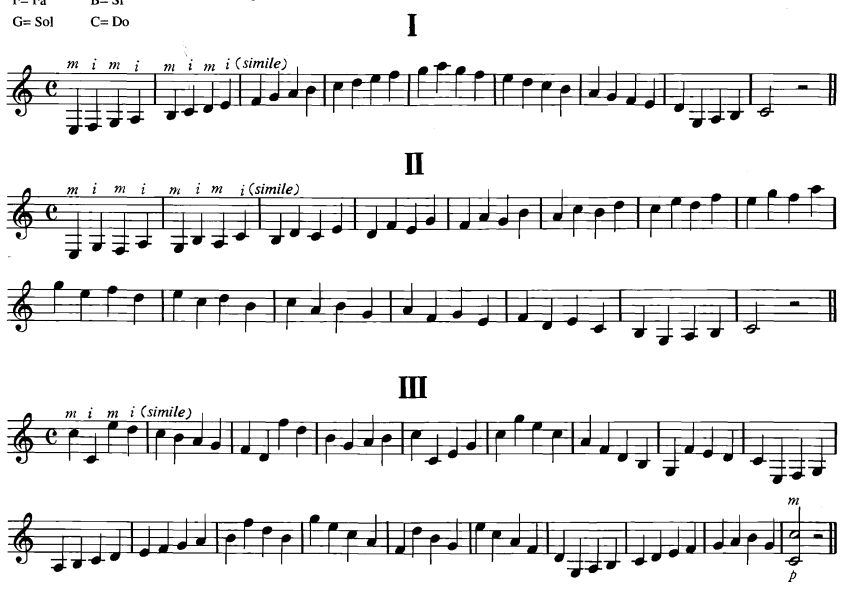 F= Fa B= Si
G= Sol C= Do
I
m i m i m i m i (simile)
II
m i m i m i m i (simile)
III
m i m i (simile)
m
p